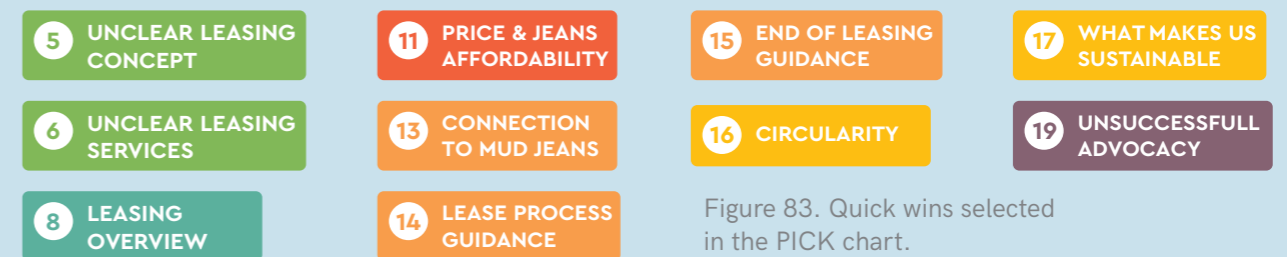 5 UNCLEAR LEASING
CONCEPT
6 UNCLEAR LEASING
SERVICES
8 LEASING
OVERVIEW
11 PRICE & JEANS
AFFORDABILITY
13 CONNECTION
TO MUD JEANS
14 LEASE PROCESS
GUIDANCE
15 END OF LEASING
GUIDANCE
16 CIRCULARITY
17 WHAT MAKES US
SUSTAINABLE
19 UNSUCCESSFULL
ADVOCACY
Figure 83. Quick wins selected
in the PICK chart.